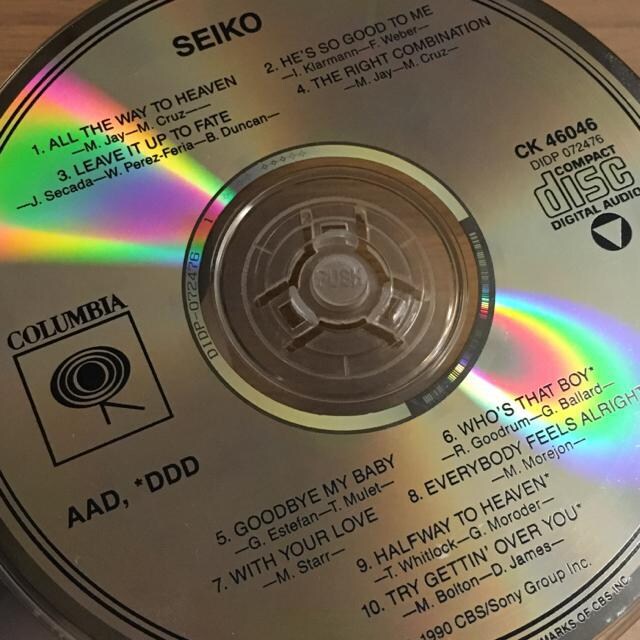 SEIKO
1. ALL THE WAY TO HEAVEN
—M. Jay—M. Cruz—
2. HE'S SO GOOD TO ME
—I. Klarmann—F. Weber—
3. LEAVE IT UP TO FATE
—J. Secada—W. Perez-Feria—B. Duncan—
4. THE RIGHT COMBINATION
—M. Jay—M. Cruz—
CK 46046
DIDP 072476
COMPACT
disc
DIGITAL AUDIO
DIDP-072476 1
PUSH
COLUMBIA
AAD, *DDD
5. GOODBYE MY BABY
—G. Estefan—T. Mulet—
6. WHO'S THAT BOY*
—R. Goodrum—G. Ballard—
7. WITH YOUR LOVE
—M. Starr—
8. EVERYBODY FEELS ALRIGHT
—M. Morejon—
9. HALFWAY TO HEAVEN*
—T. Whitlock—G. Moroder—
10. TRY GETTIN' OVER YOU*
—M. Bolton—D. James—
1990 CBS/Sony Group Inc.
MARKS OF CBS INC.